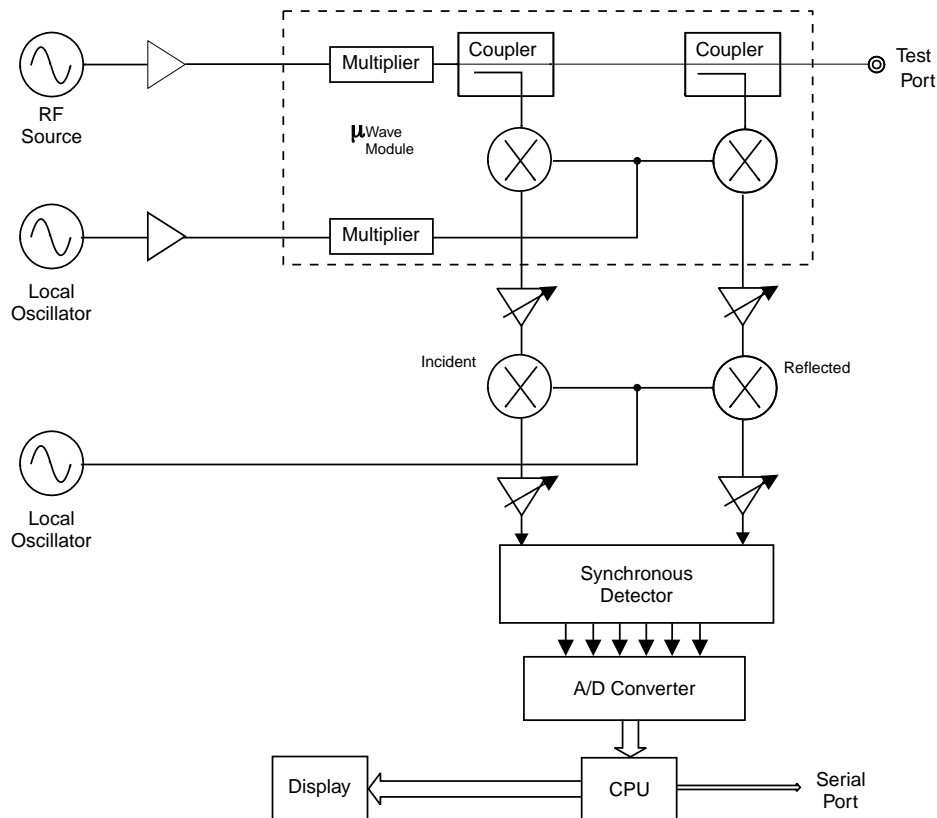 RF
Source
Multiplier
Coupler
Coupler
Test
Port
μWave
Module
Local
Oscillator
Multiplier
Incident
Reflected
Local
Oscillator
Synchronous
Detector
A/D Converter
Display
CPU
Serial
Port